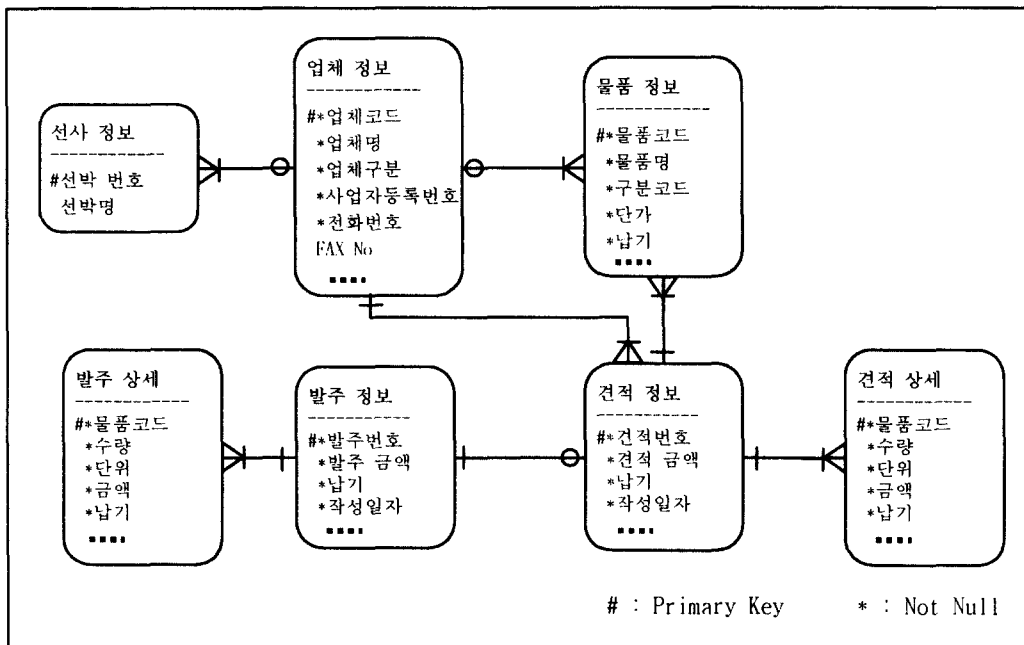 선사 정보
#선박 번호
선박명
업체 정보
#*업체코드
*업체명
*업체구분
*사업자등록번호
*전화번호
FAX No
물품 정보
#*물품코드
*물품명
*구분코드
*단가
*납기
발주 상세
#*물품코드
*수량
*단위
*금액
*납기
발주 정보
#*발주번호
*발주 금액
*납기
*작성일자
견적 정보
#*견적번호
*견적 금액
*납기
*작성일자
견적 상세
#*물품코드
*수량
*단위
*금액
*납기
# : Primary Key * : Not Null